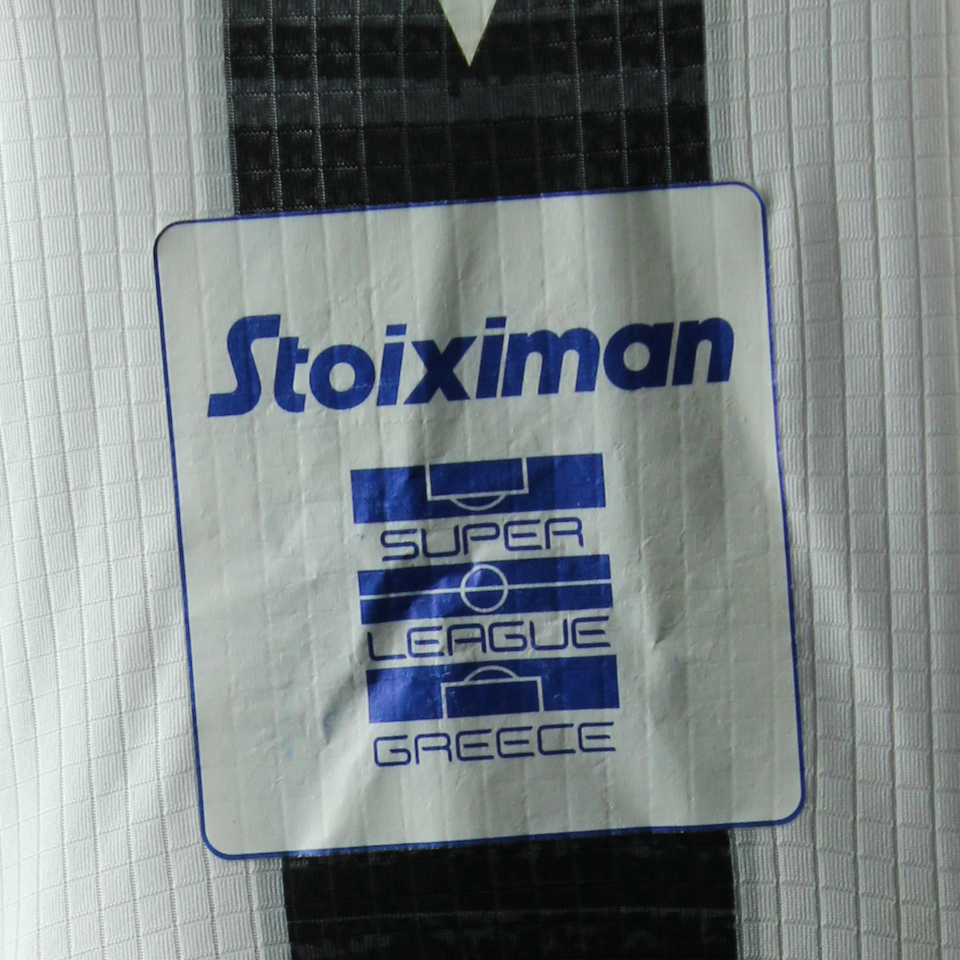 Stoiximan
SUPER
LEAGUE
GREECE